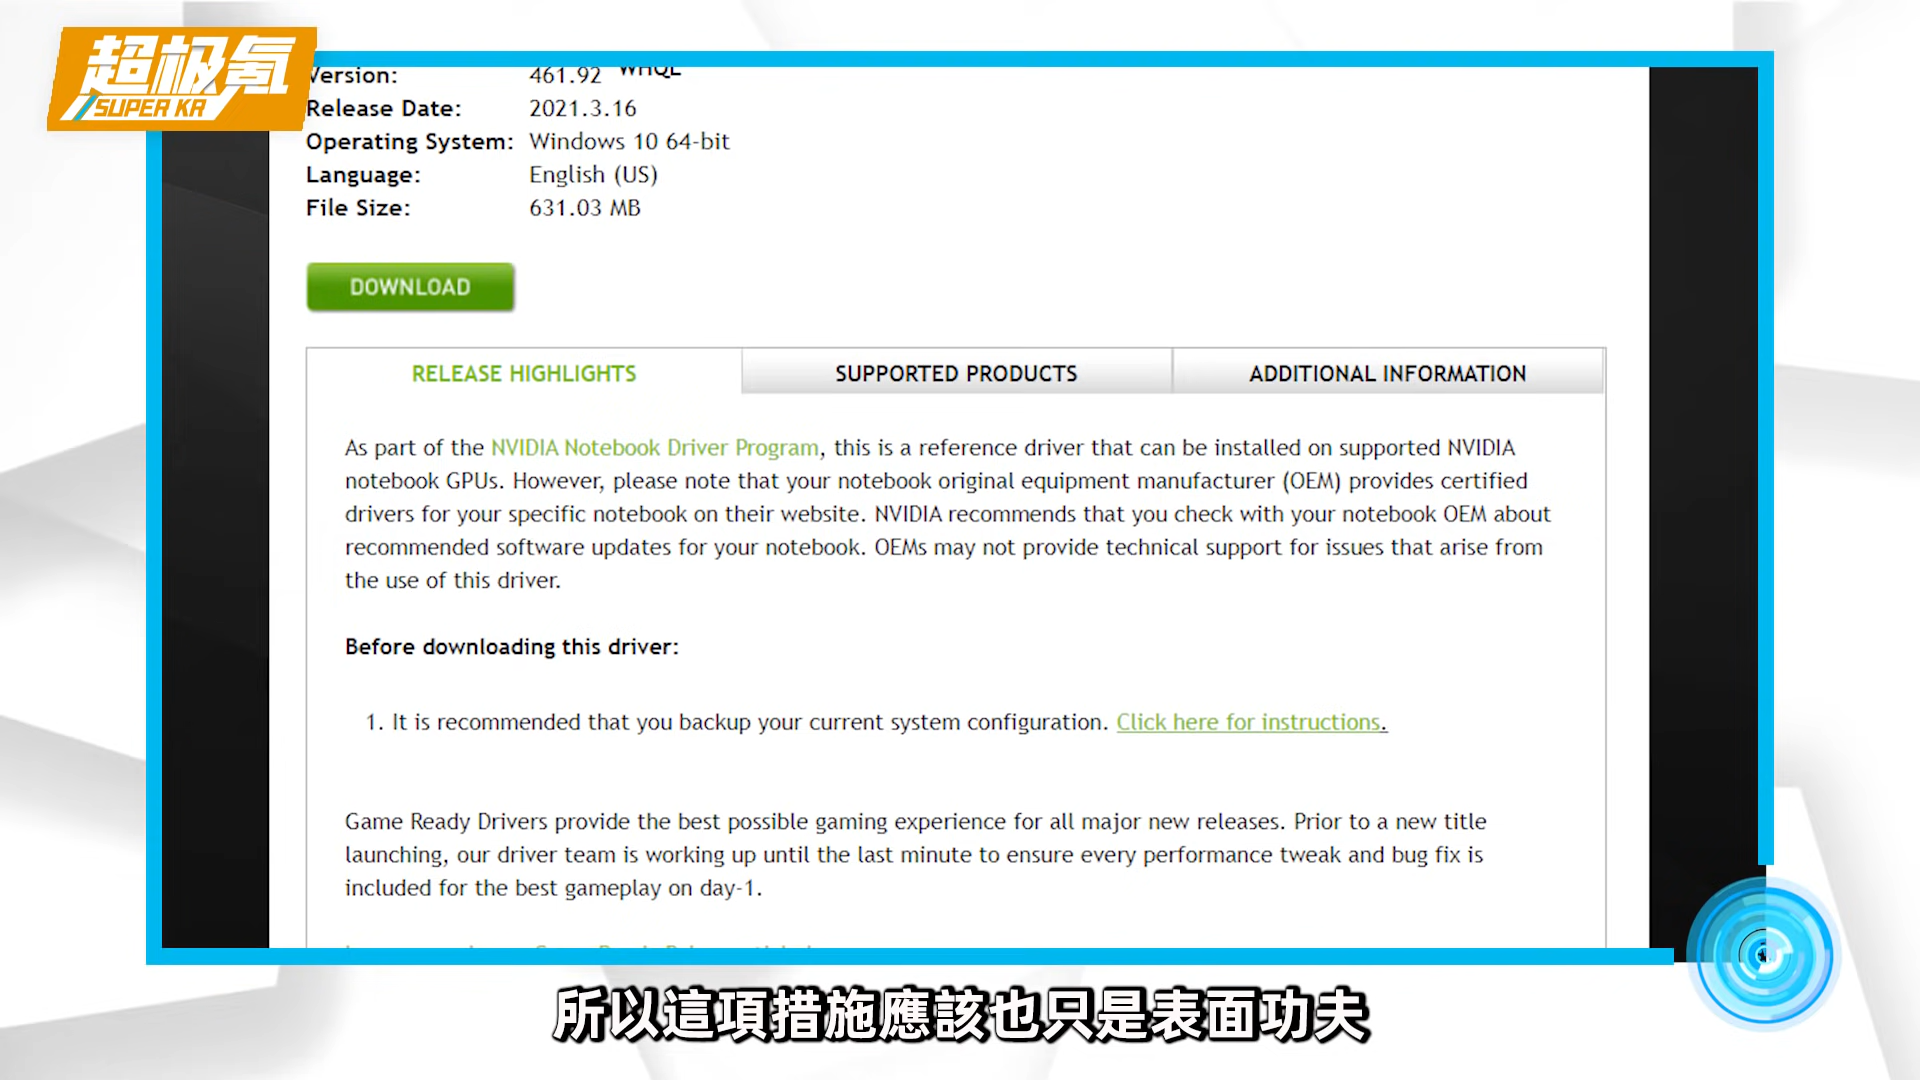 超极氪
SUPER KR
Version: 461.92 WHQL
Release Date: 2021.3.16
Operating System: Windows 10 64-bit
Language: English (US)
File Size: 631.03 MB
DOWNLOAD
RELEASE HIGHLIGHTS SUPPORTED PRODUCTS ADDITIONAL INFORMATION
As part of the NVIDIA Notebook Driver Program, this is a reference driver that can be installed on supported NVIDIA
notebook GPUs. However, please note that your notebook original equipment manufacturer (OEM) provides certified
drivers for your specific notebook on their website. NVIDIA recommends that you check with your notebook OEM about
recommended software updates for your notebook. OEMs may not provide technical support for issues that arise from
the use of this driver.
Before downloading this driver:
1. It is recommended that you backup your current system configuration. Click here for instructions.
Game Ready Drivers provide the best possible gaming experience for all major new releases. Prior to a new title
launching, our driver team is working up until the last minute to ensure every performance tweak and bug fix is
included for the best gameplay on day-1.
所以這項措施應該也只是表面功夫